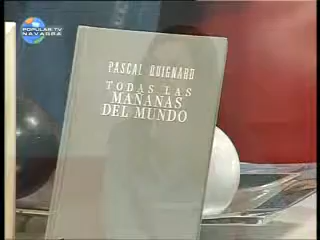 POPULAR TV
NAVARRA
PASCAL QUIGNARD
TODAS LAS
MAÑANAS
DEL MUNDO